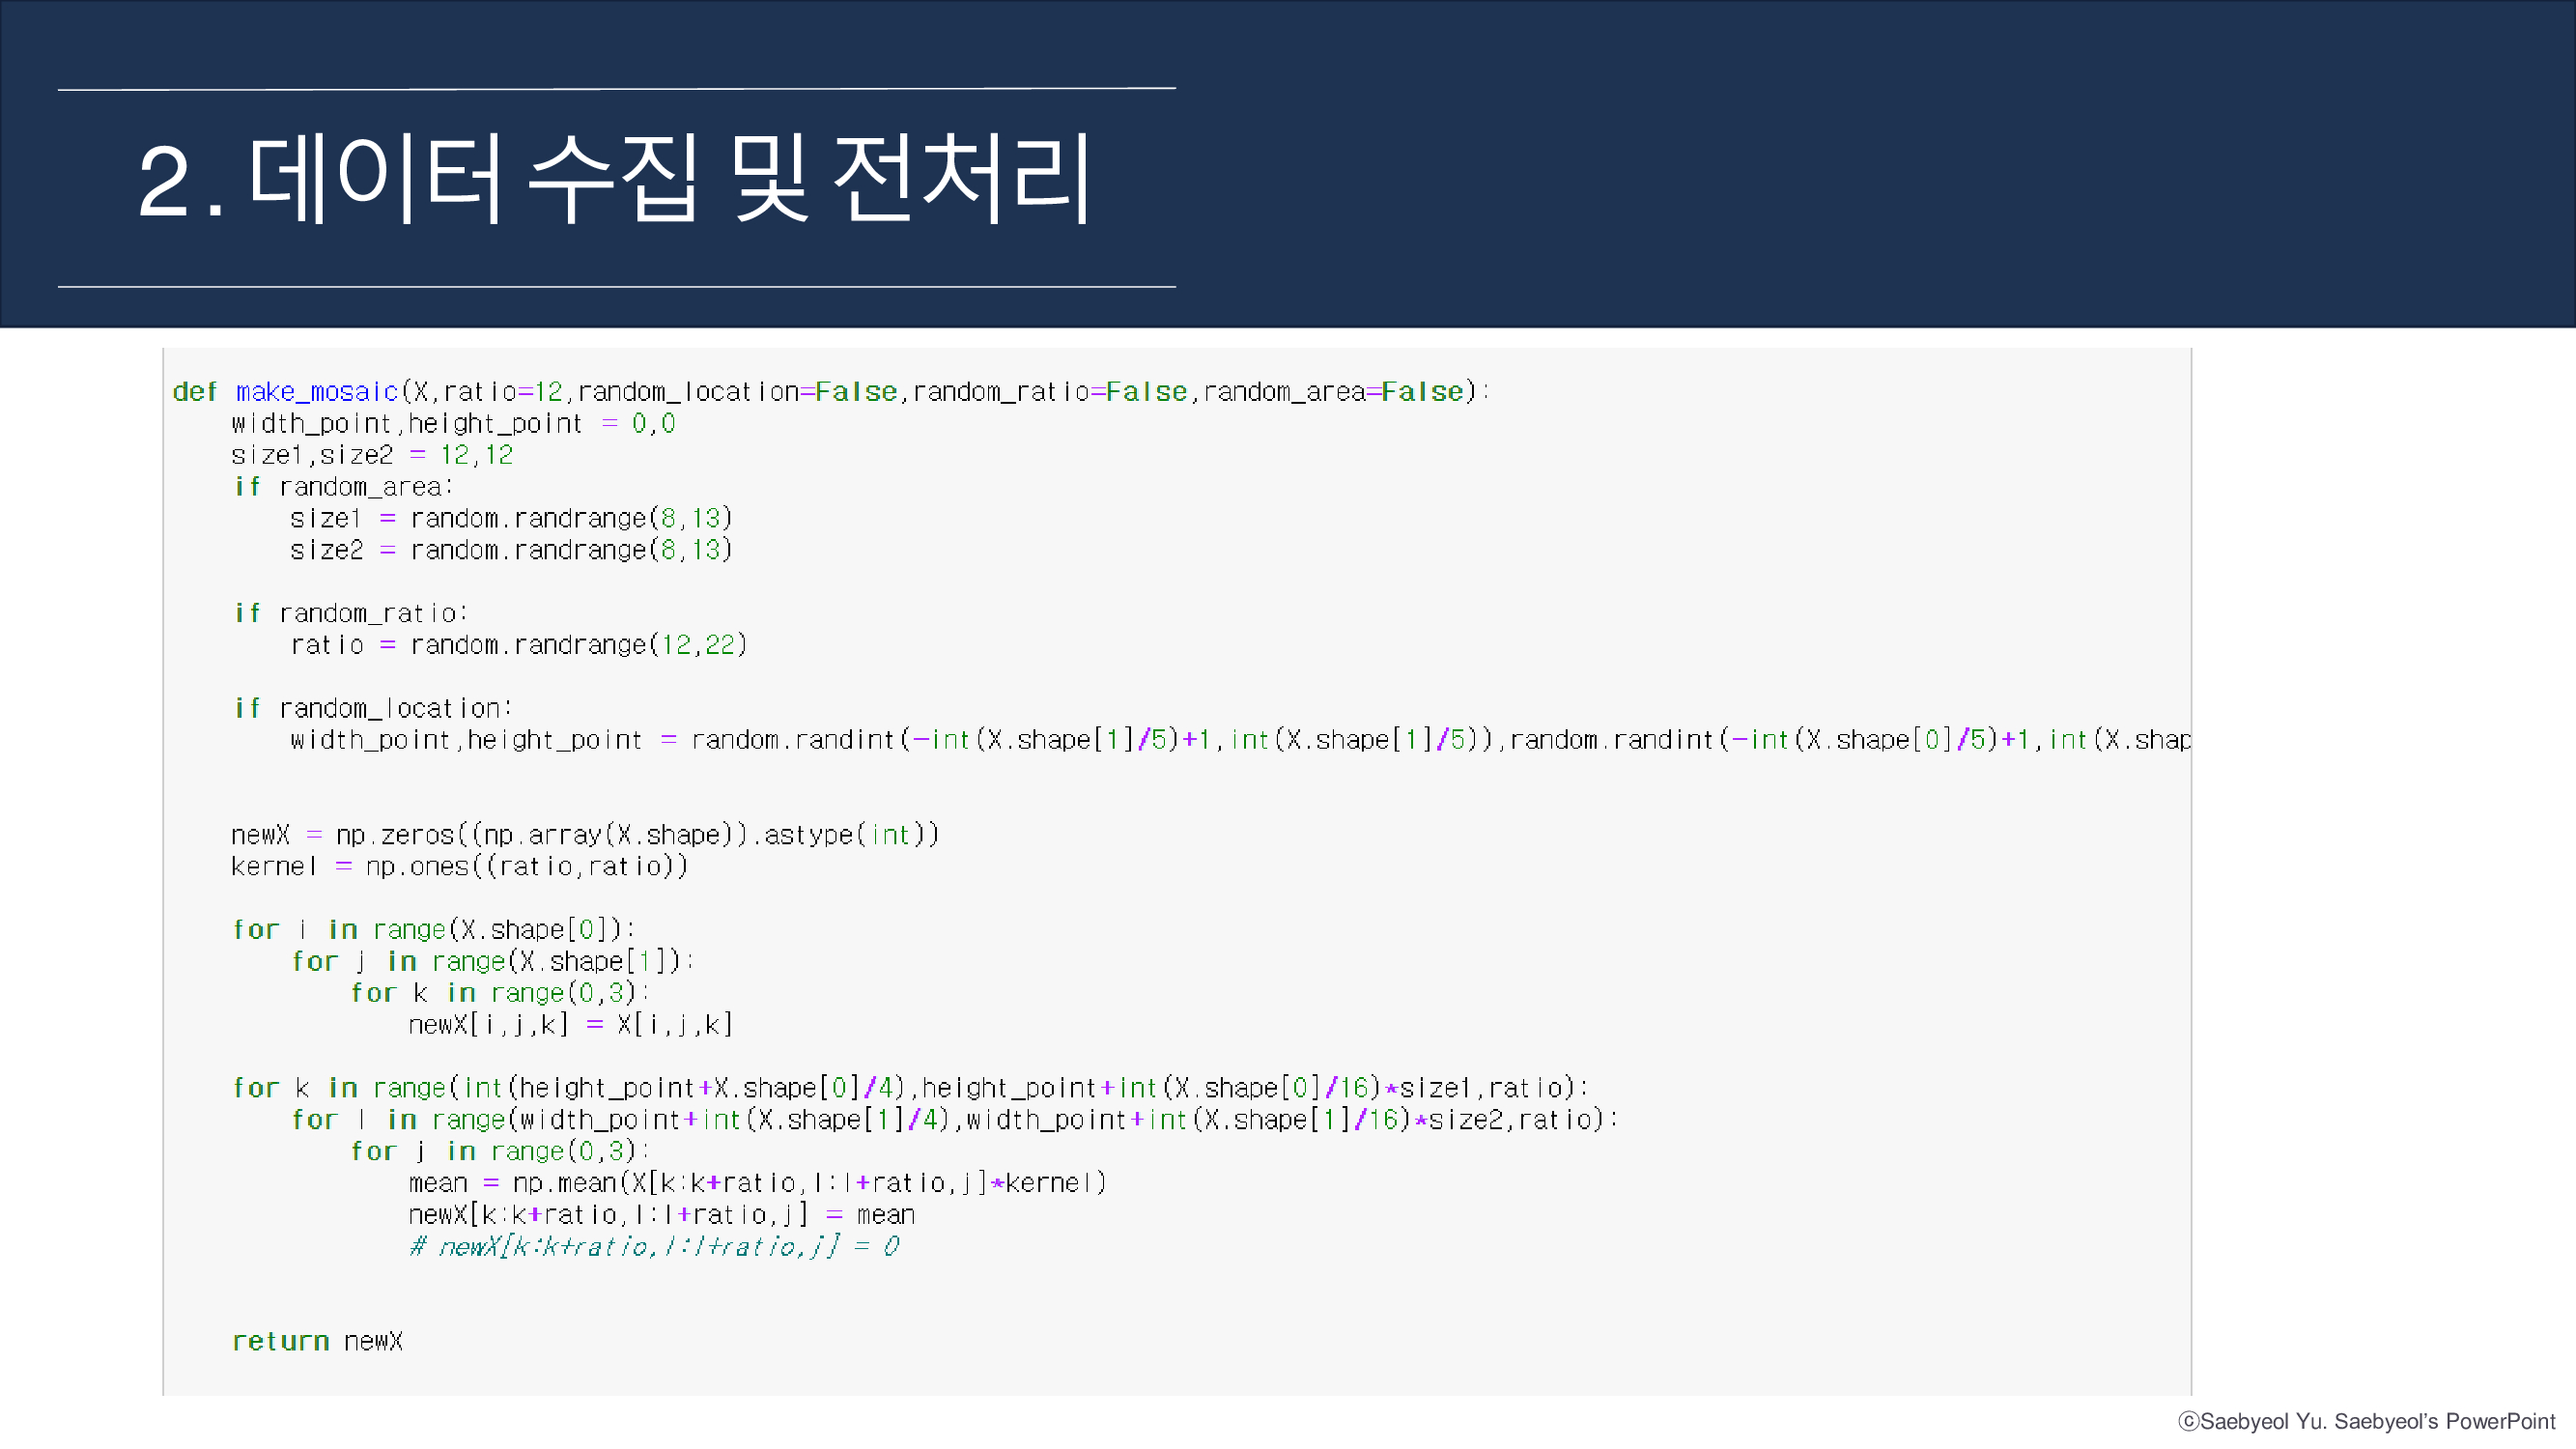 2. 데이터 수집 및 전처리
def make_mosaic(X,ratio=12,random_location=False,random_ratio=False,random_area=False):
    width_point,height_point = 0,0
    size1,size2 = 12,12
    if random_area:
        size1 = random.randrange(8,13)
        size2 = random.randrange(8,13)
    if random_ratio:
        ratio = random.randrange(12,22)
    if random_location:
        width_point,height_point = random.randint(-int(X.shape[1]/5)+1,int(X.shape[1]/5)),random.randint(-int(X.shape[0]/5)+1,int(X.shap
    newX = np.zeros((np.array(X.shape)).astype(int))
    kernel = np.ones((ratio,ratio))
    for i in range(X.shape[0]):
        for j in range(X.shape[1]):
            for k in range(0,3):
                newX[i,j,k] = X[i,j,k]
    for k in range(int(height_point+X.shape[0]/4),height_point+int(X.shape[0]/16)*size1,ratio):
        for l in range(width_point+int(X.shape[1]/4),width_point+int(X.shape[1]/16)*size2,ratio):
            for j in range(0,3):
                mean = np.mean(X[k:k+ratio,l:l+ratio,j]*kernel)
                newX[k:k+ratio,l:l+ratio,j] = mean
                # newX[k:k+ratio,l:l+ratio,j] = 0
    return newX
ⓒSaebyeol Yu. Saebyeol's PowerPoint